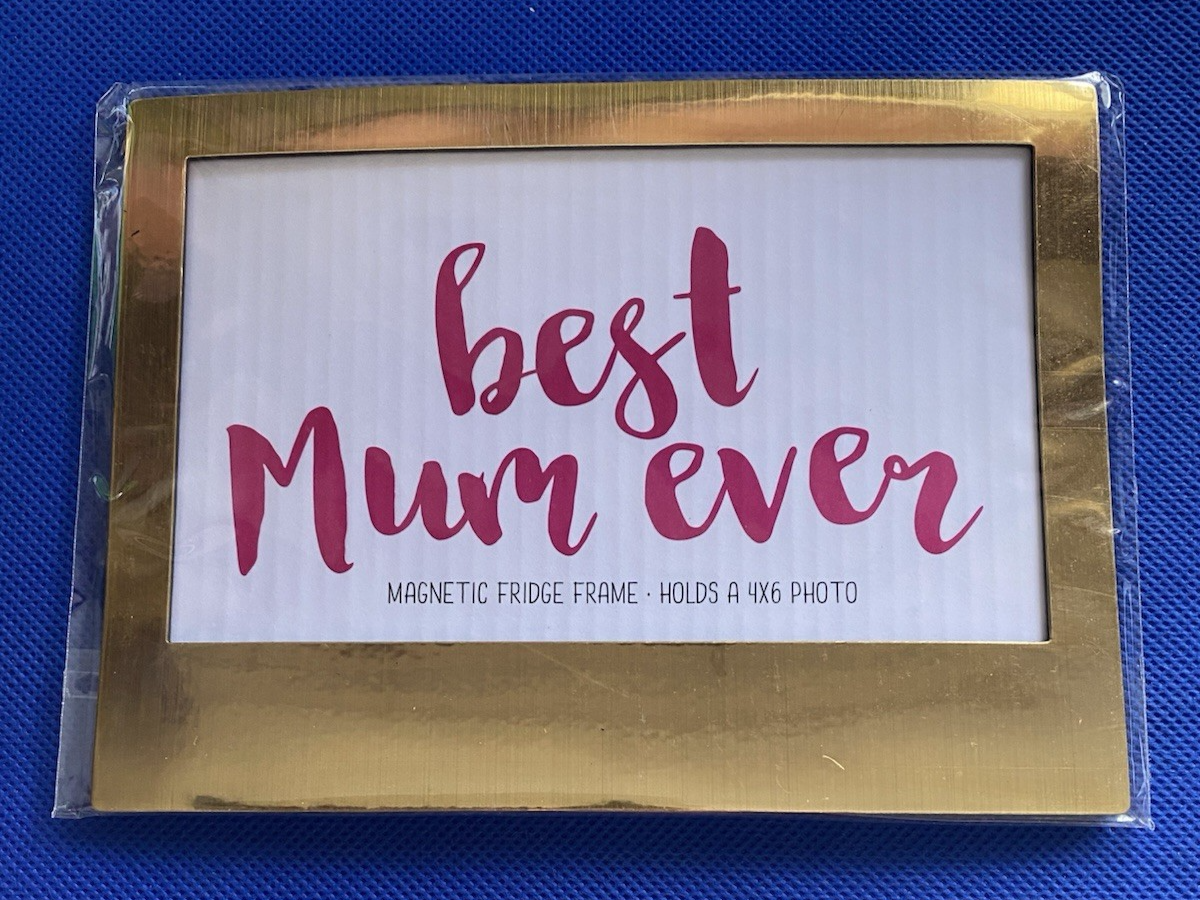 best
Mum ever
MAGNETIC FRIDGE FRAME · HOLDS A 4X6 PHOTO